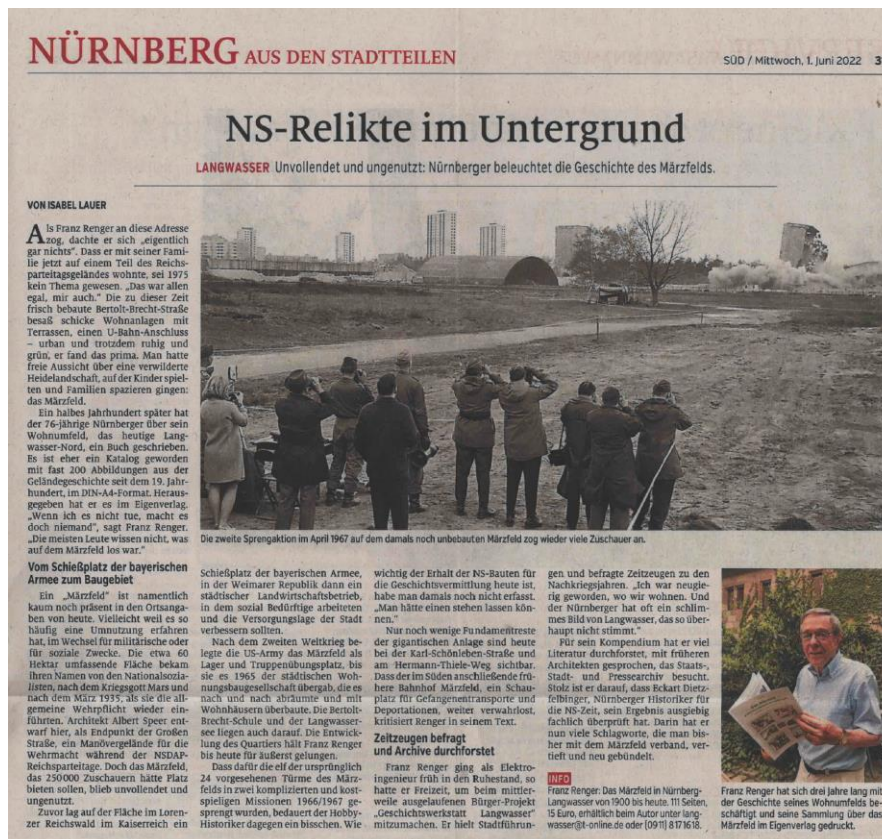 NÜRNBERG AUS DEN STADTTEILEN
SÜD / Mittwoch, 1. Juni 2022 3
NS-Relikte im Untergrund
LANGWASSER Unvollendet und ungenutzt: Nürnberger beleuchtet die Geschichte des Märzfelds.
VON ISABEL LAUER
Als Franz Renger an diese Adresse
zog, dachte er sich „eigentlich
gar nichts“. Dass er mit seiner Fami-
lie jetzt auf einem Teil des Reichs-
parteitagsgeländes wohnte, sei 1975
kein Thema gewesen. „Das war allen
egal, mir auch.“ Die zu dieser Zeit
frisch bebaute Bertolt-Brecht-Straße
besaß schicke Wohnanlagen mit
Terrassen, einen U-Bahn-Anschluss
– urban und trotzdem ruhig und
grün, er fand das prima. Man hatte
freie Aussicht über eine verwilderte
Heidelandschaft, auf der Kinder spiel-
ten und Familien spazieren gingen:
das Märzfeld.
Ein halbes Jahrhundert später hat
der 76-jährige Nürnberger über sein
Wohnumfeld, das heutige Lang-
wasser-Nord, ein Buch geschrieben.
Es ist eher ein Katalog geworden
mit fast 200 Abbildungen aus der
Geländegeschichte seit dem 19. Jahr-
hundert, im DIN-A4-Format. Heraus-
gegeben hat er es im Eigenverlag.
„Wenn ich es nicht tue, macht es
doch niemand“, sagt Franz Renger.
„Die meisten Leute wissen nicht, was
auf dem Märzfeld los war.“
Vom Schießplatz der bayerischen
Armee zum Baugebiet
Ein „Märzfeld“ ist namentlich
kaum noch präsent in den Ortsanga-
ben von heute. Vielleicht weil es so
häufig eine Umnutzung erfahren
hat, im Wechsel für militärische oder
für soziale Zwecke. Die etwa 60
Hektar umfassende Fläche bekam
ihren Namen von den Nationalsozia-
listen, nach dem Kriegsgott Mars und
nach dem März 1935, als sie die all-
gemeine Wehrpflicht wieder ein-
führten. Architekt Albert Speer ent-
warf hier, als Endpunkt der Großen
Straße, ein Manövergelände für die
Wehrmacht während der NSDAP-
Reichsparteitage. Doch das Märzfeld,
das 250000 Zuschauern hätte Platz
bieten sollen, blieb unvollendet und
ungenutzt.
Zuvor lag auf der Fläche im Loren-
zer Reichswald im Kaiserreich ein
Die zweite Sprengaktion im April 1967 auf dem damals noch unbebauten Märzfeld zog wieder viele Zuschauer an.
Schießplatz der bayerischen Armee,
in der Weimarer Republik dann ein
städtischer Landwirtschaftsbetrieb,
in dem sozial Bedürftige arbeiteten
und die Versorgungslage der Stadt
verbessern sollten.
Nach dem Zweiten Weltkrieg be-
legte die US-Army das Märzfeld als
Lager und Truppenübungsplatz, bis
sie es 1965 der städtischen Woh-
nungsbaugesellschaft übergab, die es
nach und nach abräumte und mit
Wohnhäusern überbaute. Die Bertolt-
Brecht-Schule und der Langwasser-
see liegen auch darauf. Die Entwick-
lung des Quartiers hält Franz Renger
bis heute für äußerst gelungen.
Dass dafür die elf der ursprünglich
24 vorgesehenen Türme des März-
felds in zwei komplizierten und kost-
spieligen Missionen 1966/1967 ge-
sprengt wurden, bedauert der Hobby-
Historiker dagegen ein bisschen. Wie
wichtig der Erhalt der NS-Bauten für
die Geschichtsvermittlung heute ist,
habe man damals noch nicht erfasst.
„Man hätte einen stehen lassen kön-
nen.“
Nur noch wenige Fundamentreste
der gigantischen Anlage sind heute
bei der Karl-Schönleben-Straße und
am Hermann-Thiele-Weg sichtbar.
Dass der im Süden anschließende frü-
here Bahnhof Märzfeld, ein Schau-
platz für Gefangenentransporte und
Deportationen, weiter verwahrlost,
kritisiert Renger in seinem Text.
Zeitzeugen befragt
und Archive durchforstet
Franz Renger ging als Elektro-
ingenieur früh in den Ruhestand, so
hatte er Freizeit, um beim mittler-
weile ausgelaufenen Bürger-Projekt
„Geschichtswerkstatt Langwasser“
mitzumachen. Er hielt Stadtführun-
gen und befragte Zeitzeugen zu den
Nachkriegsjahren. „Ich war neugie-
rig geworden, wo wir wohnen. Und
der Nürnberger hat oft ein schlim-
mes Bild von Langwasser, das so über-
haupt nicht stimmt.“
Für sein Kompendium hat er viel
Literatur durchforstet, mit früheren
Architekten gesprochen, das Staats-,
Stadt- und Pressearchiv besucht.
Stolz ist er darauf, dass Eckart Dietz-
felbinger, Nürnberger Historiker für
die NS-Zeit, sein Ergebnis ausgiebig
fachlich überprüft hat. Darin hat er
nun viele Schlagworte, die man bis-
her mit dem Märzfeld verband, ver-
tieft und neu gebündelt.
INFO
Franz Renger: Das Märzfeld in Nürnberg-
Langwasser von 1900 bis heute. 111 Seiten,
15 Euro, erhältlich beim Autor unter lang-
wasser@t-online.de oder (0911) 8171618.
Franz Renger hat sich drei Jahre lang mit
der Geschichte seines Wohnumfelds be-
schäftigt und seine Sammlung über das
Märzfeld im Eigenverlag gedruckt.